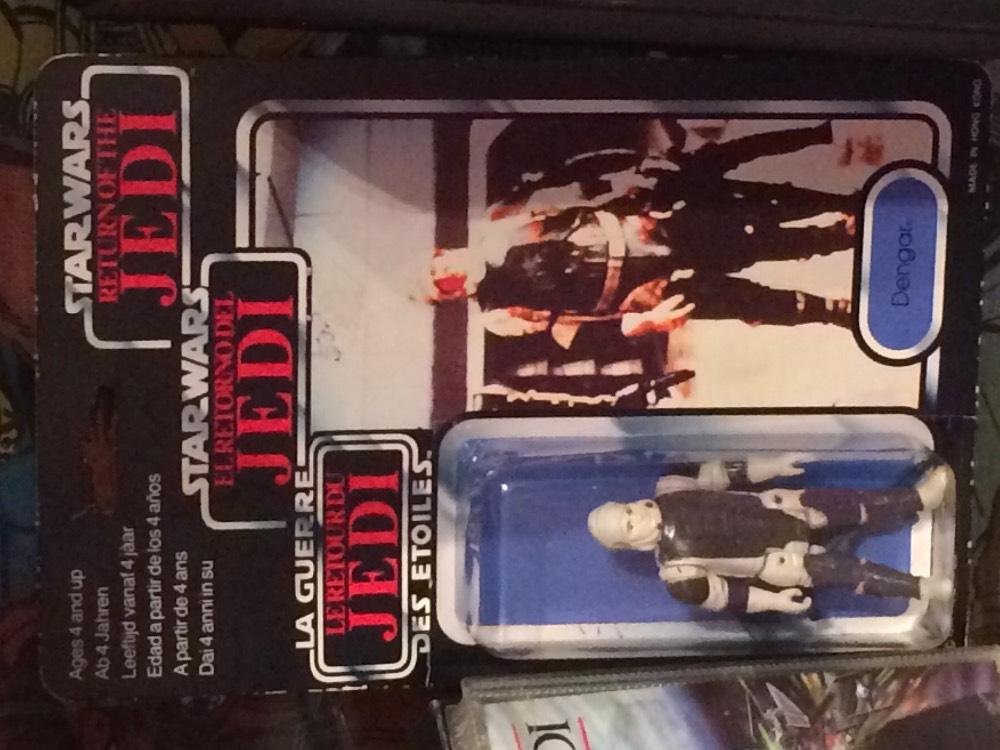 STAR WARS
RETURN OF THE
JEDI
STAR WARS
EL RETORNO DEL
JEDI
LA GUERRE
LE RETOUR DU
JEDI
DES ETOILES.
Ages 4 and up
Ab 4 Jahren
Leeftijd vanaf 4 jaar
Edad a partir de los 4 años
A partir de 4 ans
Dai 4 anni in su
Dengar
MADE IN HONG KONG
DI